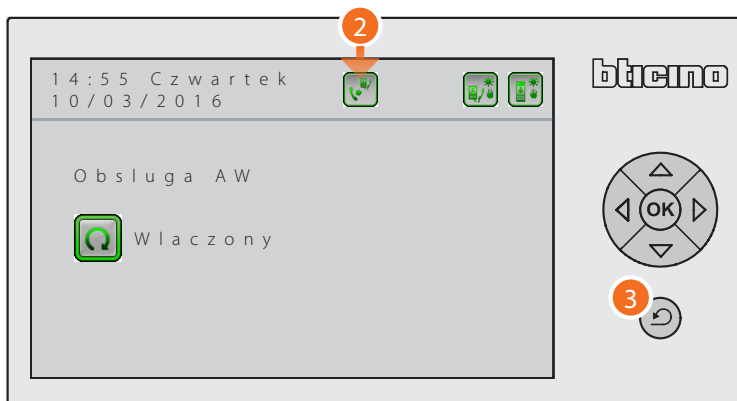 2
14:55 Czwartek
10/03/2016
bticino
Obsluga AW
Wlaczony
OK
3